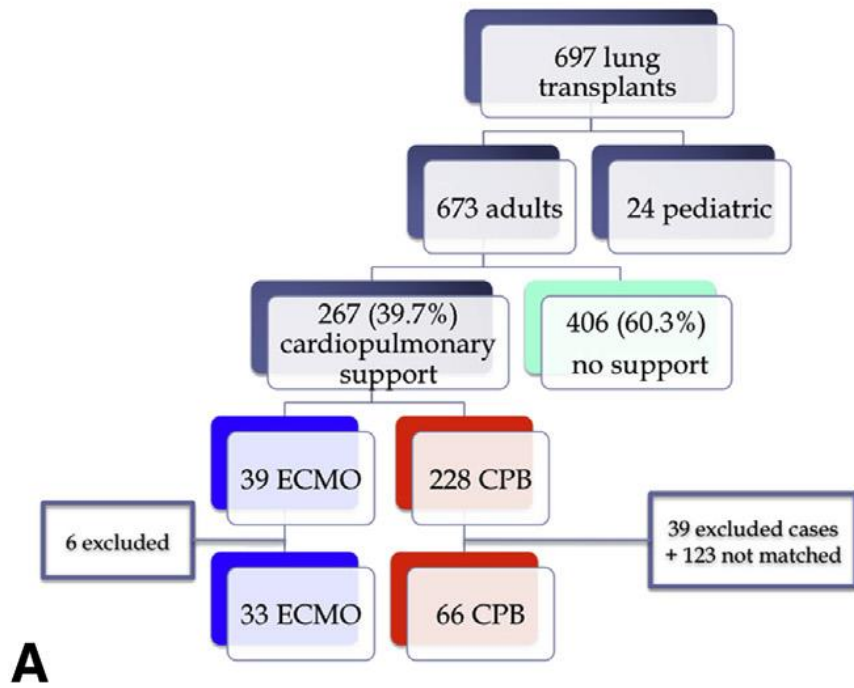 697 lung
transplants
673 adults
24 pediatric
267 (39.7%)
cardiopulmonary
support
406 (60.3%)
no support
39 ECMO
228 CPB
6 excluded
39 excluded cases
+ 123 not matched
33 ECMO
66 CPB
A